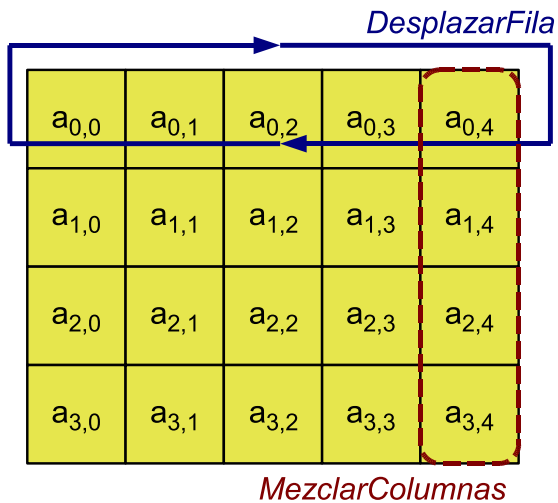 DesplazarFila
a0,0 a0,1 a0,2 a0,3 a0,4
a1,0 a1,1 a1,2 a1,3 a1,4
a2,0 a2,1 a2,2 a2,3 a2,4
a3,0 a3,1 a3,2 a3,3 a3,4
MezclarColumnas